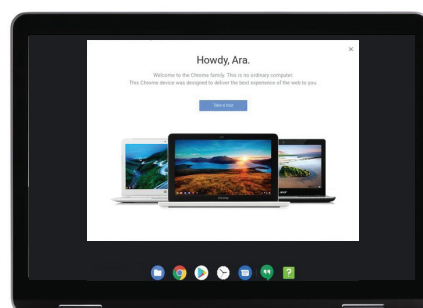 Howdy, Ara.
Welcome to the Chrome family. This is no ordinary computer.
This Chrome device was designed to deliver the best experience of the web to you.
Take a tour
acer
?